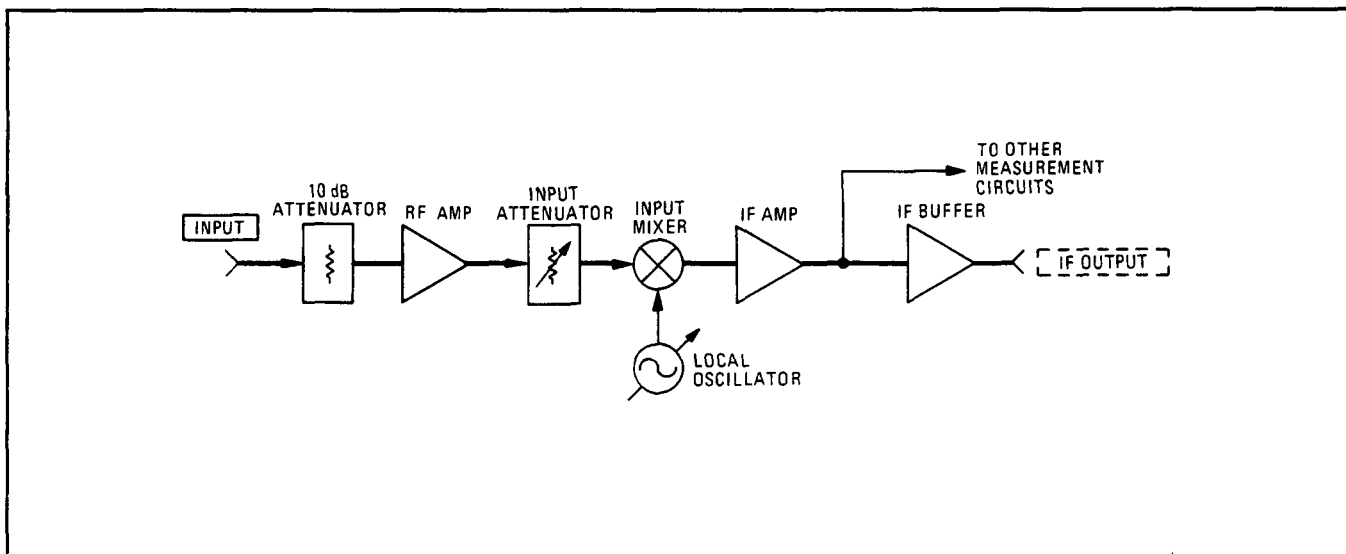 INPUT
10 dB
ATTENUATOR
RF AMP
INPUT
ATTENUATOR
INPUT
MIXER
LOCAL
OSCILLATOR
IF AMP
TO OTHER
MEASUREMENT
CIRCUITS
IF BUFFER
IF OUTPUT